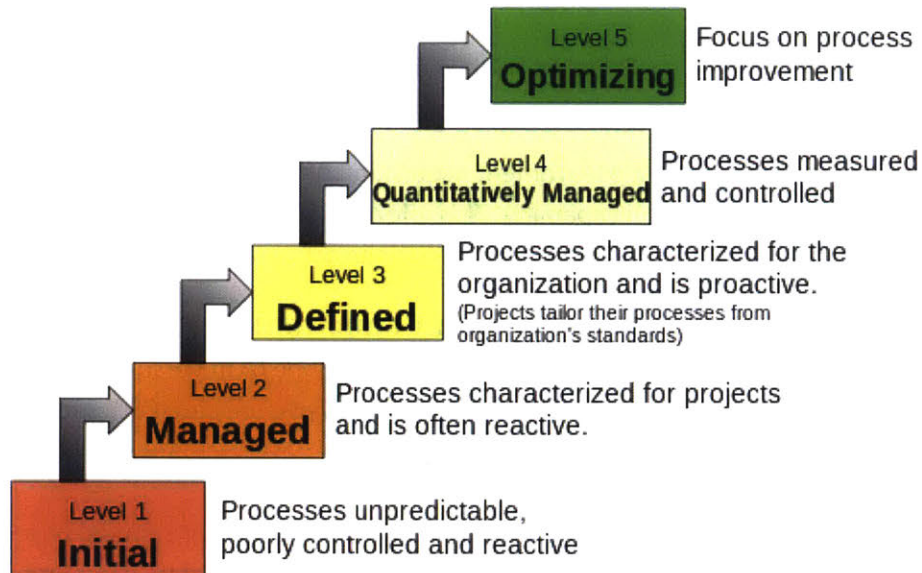 Level 5
Optimizing
Focus on process
improvement
Level 4
Quantitatively Managed
Processes measured
and controlled
Level 3
Defined
Processes characterized for the
organization and is proactive.
(Projects tailor their processes from
organization's standards)
Level 2
Managed
Processes characterized for projects
and is often reactive.
Level 1
Initial
Processes unpredictable,
poorly controlled and reactive